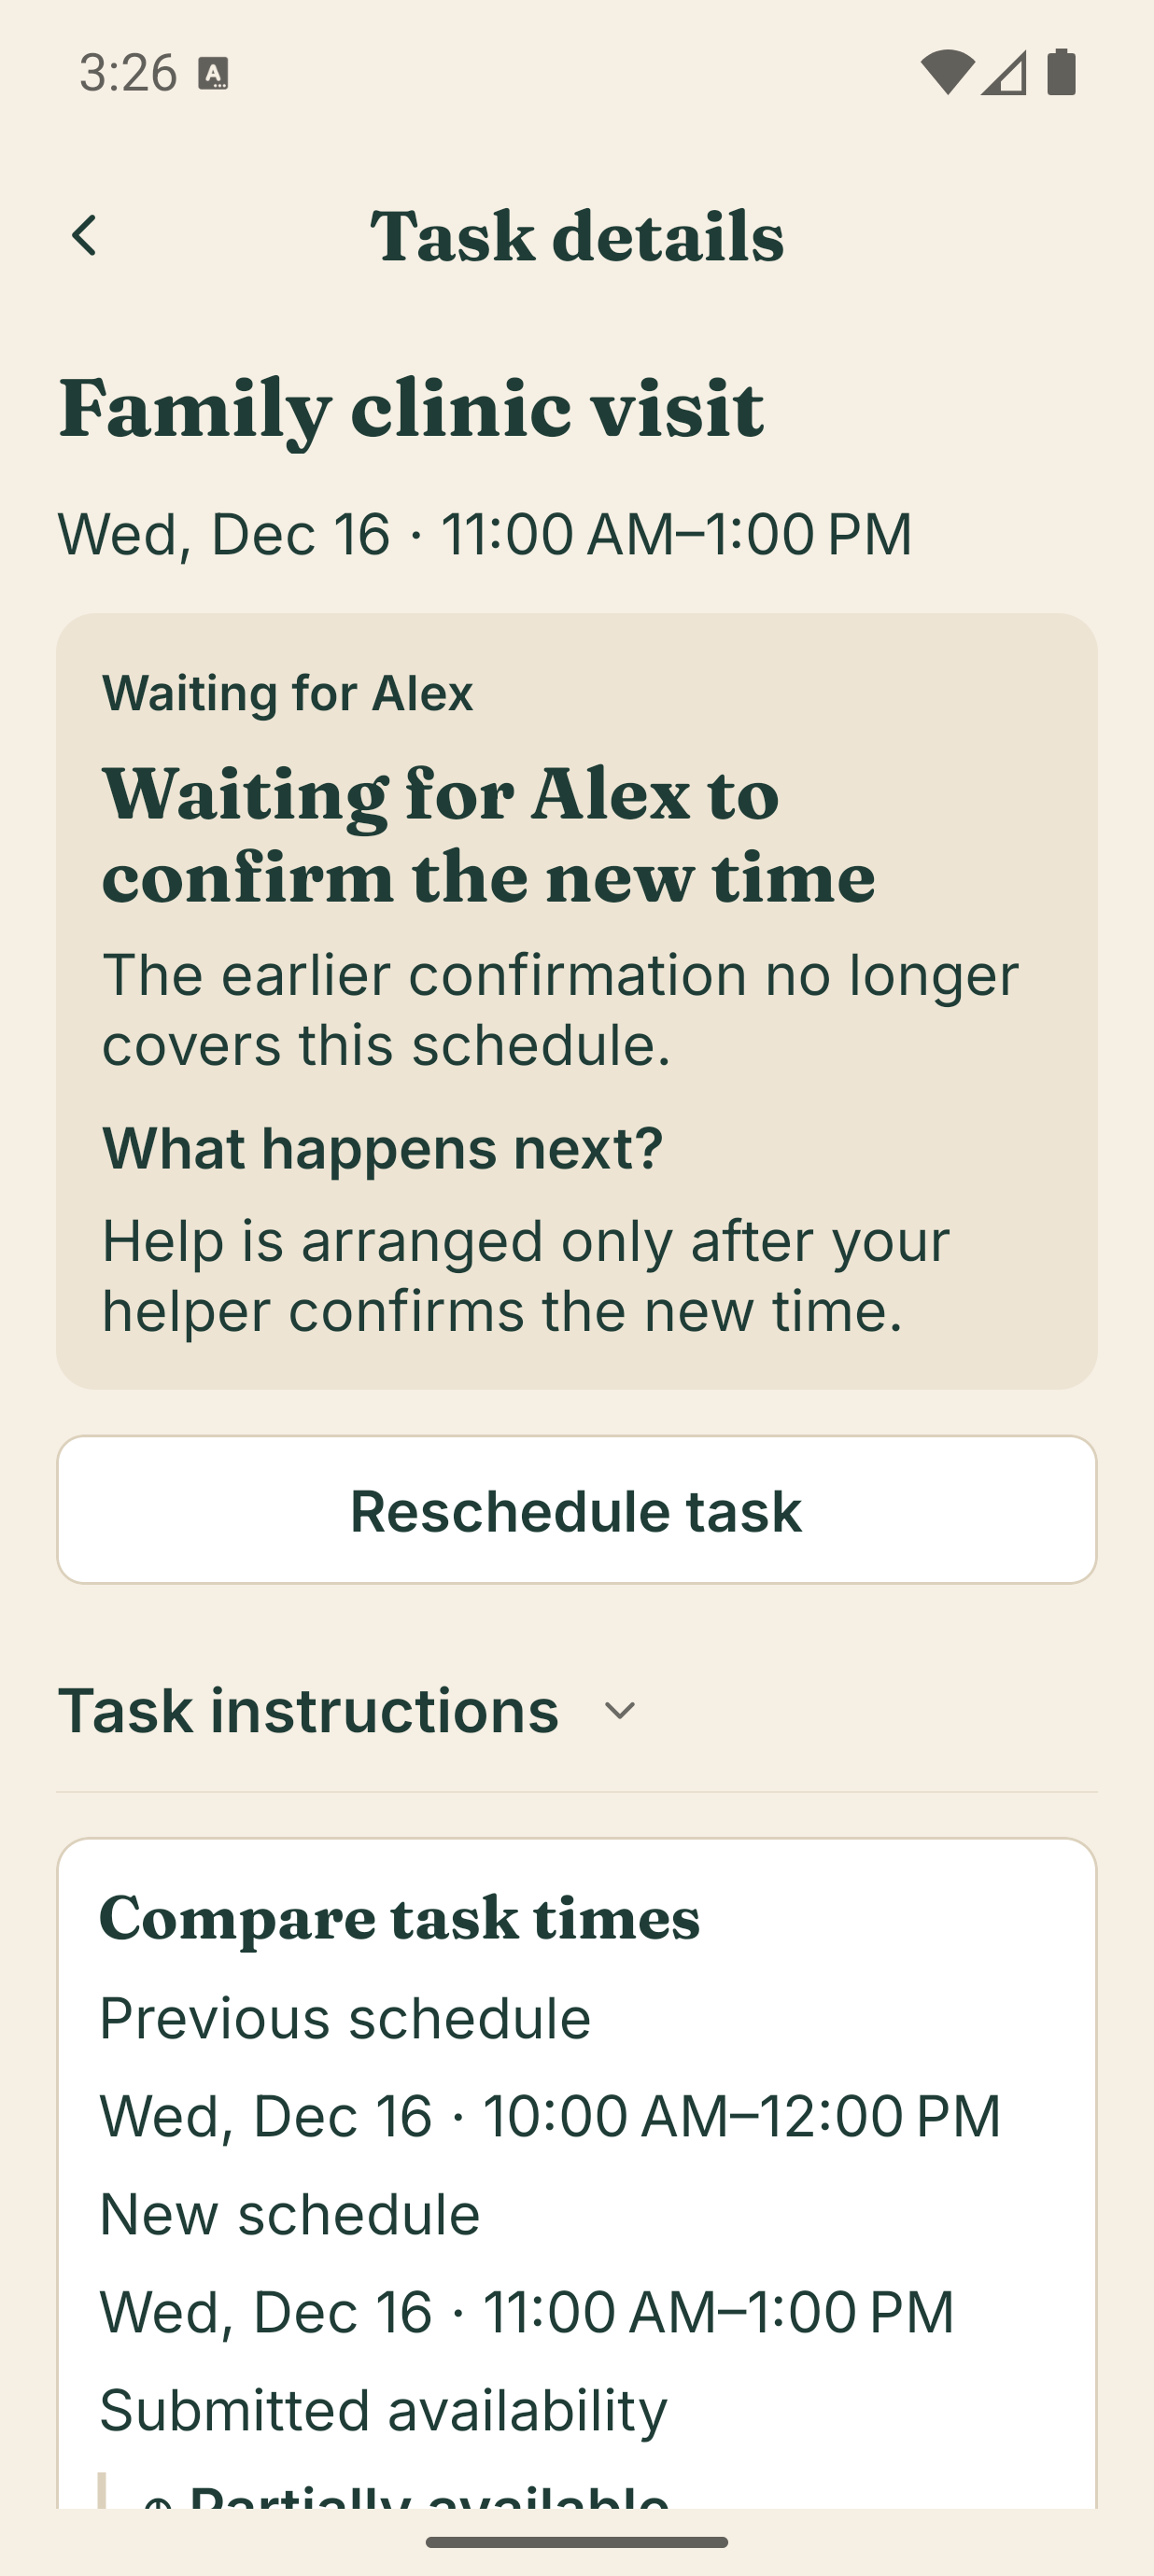 3:26
Task details
Family clinic visit
Wed, Dec 16 · 11:00 AM–1:00 PM
Waiting for Alex
Waiting for Alex to
confirm the new time
The earlier confirmation no longer
covers this schedule.
What happens next?
Help is arranged only after your
helper confirms the new time.
Reschedule task
Task instructions
Compare task times
Previous schedule
Wed, Dec 16 · 10:00 AM–12:00 PM
New schedule
Wed, Dec 16 · 11:00 AM–1:00 PM
Submitted availability
Partially available